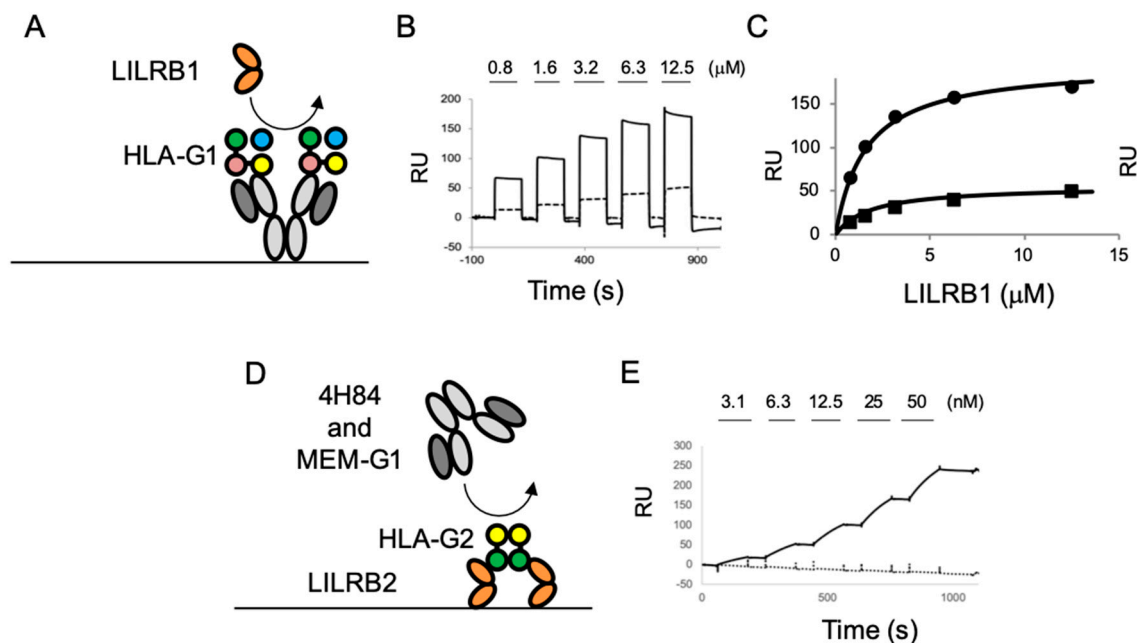 A
LILRB1
HLA-G1
B
0.8 1.6 3.2 6.3 12.5 (μM)
RU
200
150
100
50
0
-50
-100 400 900
Time (s)
C
RU
150
100
50
0
0 5 10 15
LILRB1 (μM)
RU
D
4H84
and
MEM-G1
HLA-G2
LILRB2
E
3.1 6.3 12.5 25 50 (nM)
RU
300
250
200
150
100
50
0
-50
0 500 1000
Time (s)